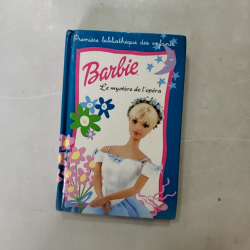 Première bibliothèque des enfants
Barbie
Le mystère de l'opéra